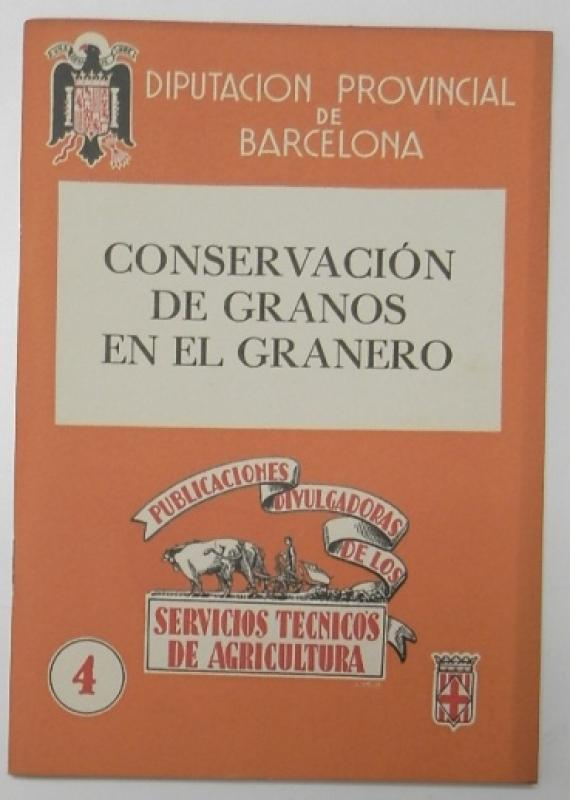 DIPUTACION PROVINCIAL
DE
BARCELONA
CONSERVACIÓN
DE GRANOS
EN EL GRANERO
PUBLICACIONES
DIVULGADORAS
DE LOS
SERVICIOS TECNICOS
DE AGRICULTURA
4